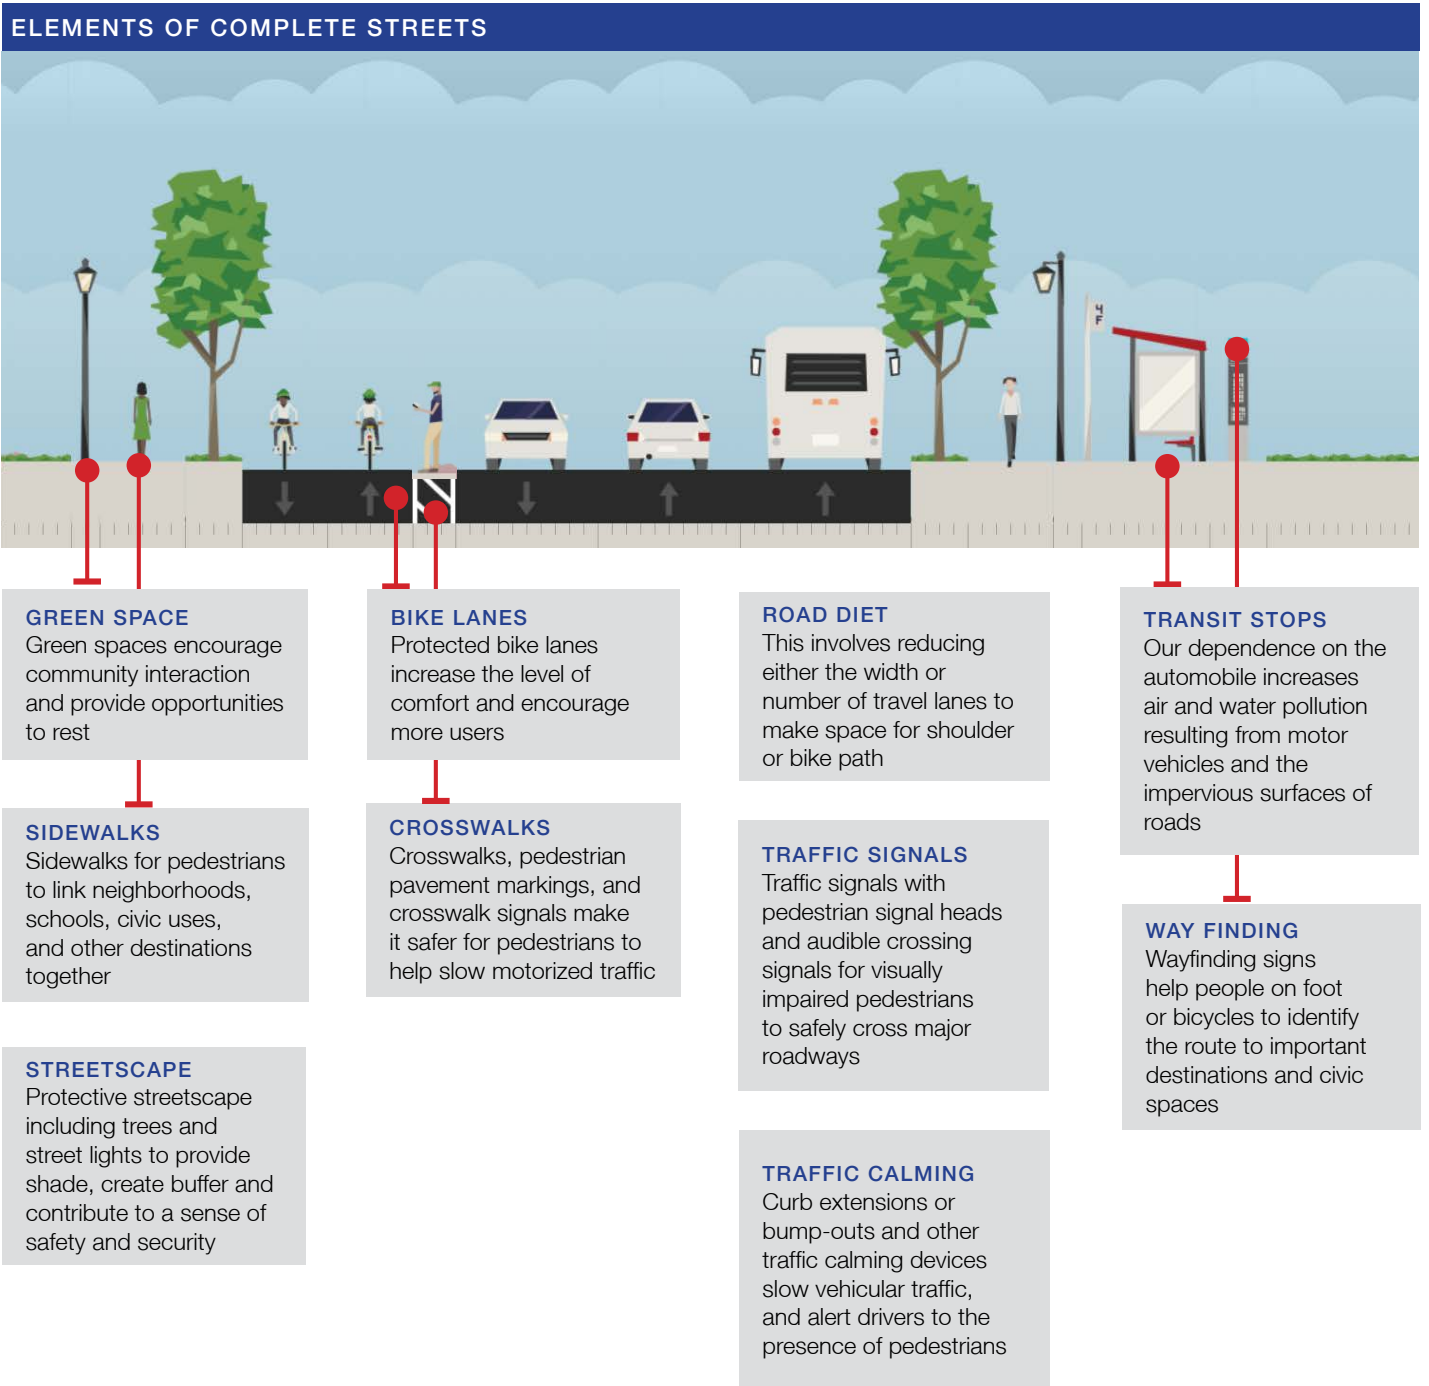 ELEMENTS OF COMPLETE STREETS
4
F
GREEN SPACE
Green spaces encourage
community interaction
and provide opportunities
to rest
SIDEWALKS
Sidewalks for pedestrians
to link neighborhoods,
schools, civic uses,
and other destinations
together
STREETSCAPE
Protective streetscape
including trees and
street lights to provide
shade, create buffer and
contribute to a sense of
safety and security
BIKE LANES
Protected bike lanes
increase the level of
comfort and encourage
more users
CROSSWALKS
Crosswalks, pedestrian
pavement markings, and
crosswalk signals make
it safer for pedestrians to
help slow motorized traffic
ROAD DIET
This involves reducing
either the width or
number of travel lanes to
make space for shoulder
or bike path
TRAFFIC SIGNALS
Traffic signals with
pedestrian signal heads
and audible crossing
signals for visually
impaired pedestrians
to safely cross major
roadways
TRAFFIC CALMING
Curb extensions or
bump-outs and other
traffic calming devices
slow vehicular traffic,
and alert drivers to the
presence of pedestrians
TRANSIT STOPS
Our dependence on the
automobile increases
air and water pollution
resulting from motor
vehicles and the
impervious surfaces of
roads
WAY FINDING
Wayfinding signs
help people on foot
or bicycles to identify
the route to important
destinations and civic
spaces